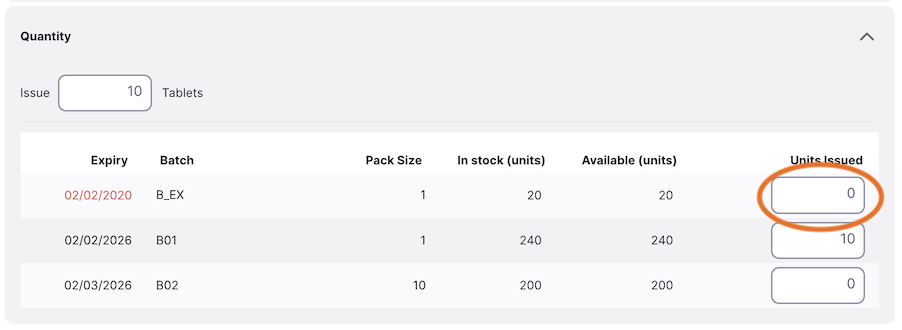 Quantity
Issue 10 Tablets
Expiry Batch Pack Size In stock (units) Available (units) Units Issued
02/02/2020 B_EX 1 20 20 0
02/02/2026 B01 1 240 240 10
02/03/2026 B02 10 200 200 0